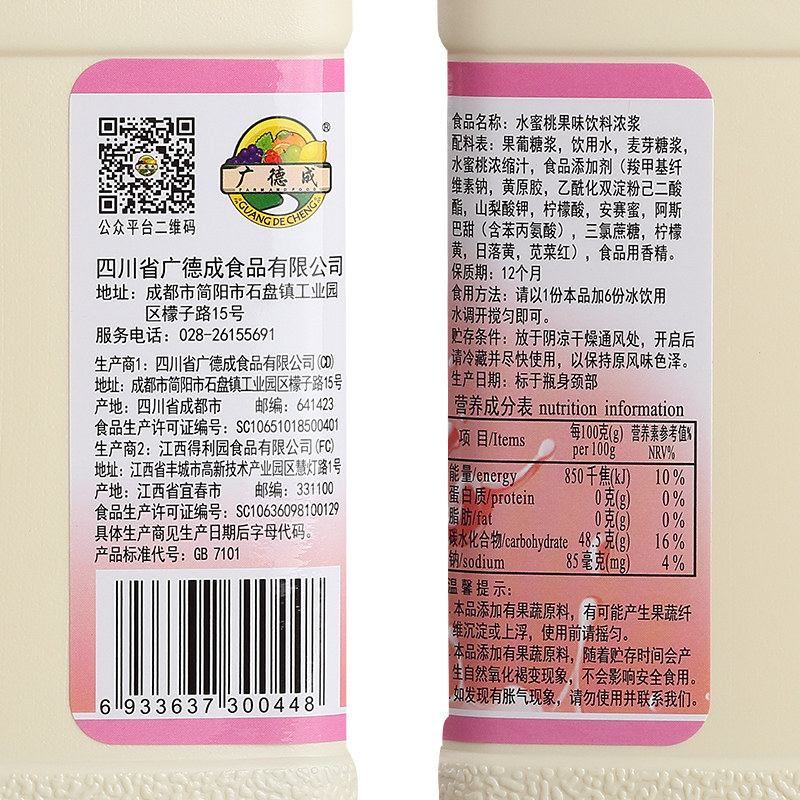 广德成
FARMAND FOOD
GUANG DE CHENG
®
公众平台二维码
四川省广德成食品有限公司
地址：成都市简阳市石盘镇工业园
区檬子路15号
服务电话：028-26155691
生产商1：四川省广德成食品有限公司(CD)
地址：成都市简阳市石盘镇工业园区檬子路15号
产地：四川省成都市 邮编：641423
食品生产许可证编号：SC10651018500401
生产商2：江西得利园食品有限公司(FC)
地址：江西省丰城市高新技术产业园区慧灯路1号
产地：江西省宜春市 邮编：331100
食品生产许可证编号：SC10636098100129
具体生产商见生产日期后字母代码。
产品标准代号：GB 7101
6 933637 300448
食品名称：水蜜桃果味饮料浓浆
配料表：果葡糖浆，饮用水，麦芽糖浆，
水蜜桃浓缩汁，食品添加剂（羧甲基纤
维素钠，黄原胶，乙酰化双淀粉己二酸
酯，山梨酸钾，柠檬酸，安赛蜜，阿斯
巴甜（含苯丙氨酸），三氯蔗糖，柠檬
黄，日落黄，苋菜红），食品用香精。
保质期：12个月
食用方法：请以1份本品加6份冰饮用
水调开搅匀即可。
贮存条件：放于阴凉干燥通风处，开启后
请冷藏并尽快使用，以保持原风味色泽。
生产日期：标于瓶身颈部
营养成分表 nutrition information
项 目/Items 每100克(g) per 100g 营养素参考值% NRV%
能量/energy 850 千焦(kJ) 10%
蛋白质/protein 0 克(g) 0%
脂肪/fat 0 克(g) 0%
碳水化合物/carbohydrate 48.5 克(g) 16%
钠/sodium 85 毫克(mg) 4%
温馨提示：
本品添加有果蔬原料，有可能产生果蔬纤
维沉淀或上浮，使用前请摇匀。
本品添加有果蔬原料，随着贮存时间会产
生自然氧化褐变现象，不会影响安全食用。
如发现有胀气现象，请勿使用并联系我们。